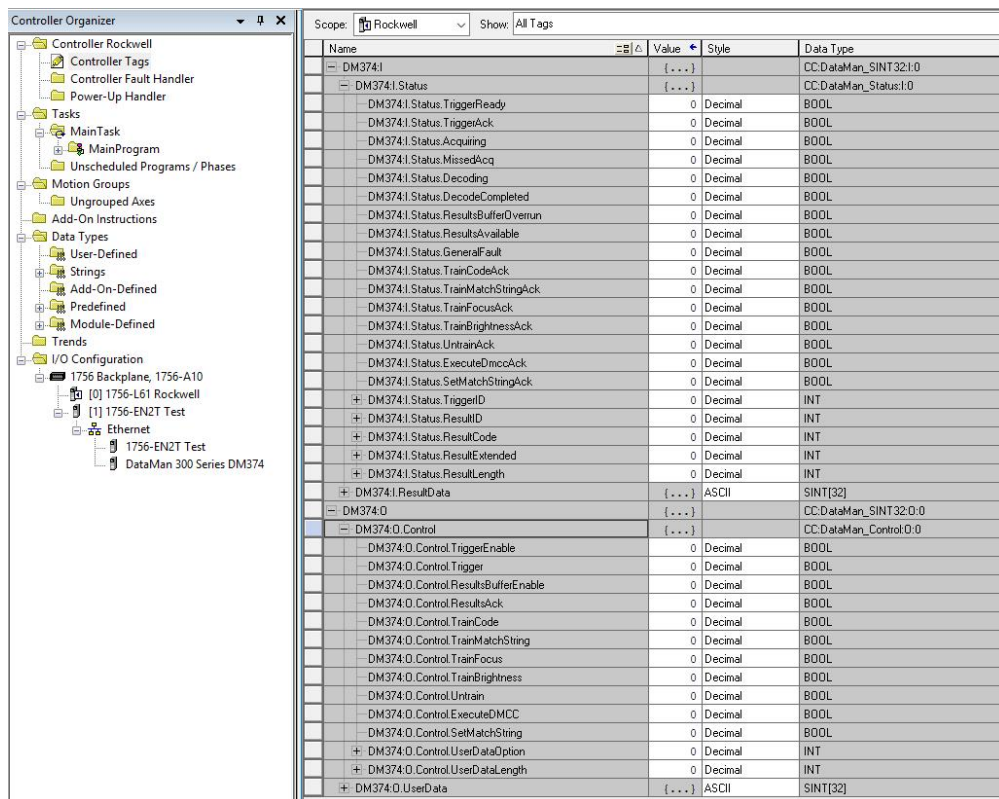 Controller Organizer
Controller Rockwell
Controller Tags
Controller Fault Handler
Power-Up Handler
Tasks
MainTask
MainProgram
Unscheduled Programs / Phases
Motion Groups
Ungrouped Axes
Add-On Instructions
Data Types
User-Defined
Strings
Add-On-Defined
Predefined
Module-Defined
Trends
I/O Configuration
1756 Backplane, 1756-A10
[0] 1756-L61 Rockwell
[1] 1756-EN2T Test
Ethernet
1756-EN2T Test
DataMan 300 Series DM374
Scope: Rockwell Show: All Tags
Name Value Style Data Type
DM374:I {...} CC:DataMan_SINT32:I:0
DM374:I.Status {...} CC:DataMan_Status:I:0
DM374:I.Status.TriggerReady 0 Decimal BOOL
DM374:I.Status.TriggerAck 0 Decimal BOOL
DM374:I.Status.Acquiring 0 Decimal BOOL
DM374:I.Status.MissedAcq 0 Decimal BOOL
DM374:I.Status.Decoding 0 Decimal BOOL
DM374:I.Status.DecodeCompleted 0 Decimal BOOL
DM374:I.Status.ResultsBufferOverrun 0 Decimal BOOL
DM374:I.Status.ResultsAvailable 0 Decimal BOOL
DM374:I.Status.GeneralFault 0 Decimal BOOL
DM374:I.Status.TrainCodeAck 0 Decimal BOOL
DM374:I.Status.TrainMatchStringAck 0 Decimal BOOL
DM374:I.Status.TrainFocusAck 0 Decimal BOOL
DM374:I.Status.TrainBrightnessAck 0 Decimal BOOL
DM374:I.Status.UntrainAck 0 Decimal BOOL
DM374:I.Status.ExecuteDmccAck 0 Decimal BOOL
DM374:I.Status.SetMatchStringAck 0 Decimal BOOL
DM374:I.Status.TriggerID 0 Decimal INT
DM374:I.Status.ResultID 0 Decimal INT
DM374:I.Status.ResultCode 0 Decimal INT
DM374:I.Status.ResultExtended 0 Decimal INT
DM374:I.Status.ResultLength 0 Decimal INT
DM374:I.ResultData {...} ASCII SINT[32]
DM374:O {...} CC:DataMan_SINT32:O:0
DM374:O.Control {...} CC:DataMan_Control:O:0
DM374:O.Control.TriggerEnable 0 Decimal BOOL
DM374:O.Control.Trigger 0 Decimal BOOL
DM374:O.Control.ResultsBufferEnable 0 Decimal BOOL
DM374:O.Control.ResultsAck 0 Decimal BOOL
DM374:O.Control.TrainCode 0 Decimal BOOL
DM374:O.Control.TrainMatchString 0 Decimal BOOL
DM374:O.Control.TrainFocus 0 Decimal BOOL
DM374:O.Control.TrainBrightness 0 Decimal BOOL
DM374:O.Control.Untrain 0 Decimal BOOL
DM374:O.Control.ExecuteDMCC 0 Decimal BOOL
DM374:O.Control.SetMatchString 0 Decimal BOOL
DM374:O.Control.UserDataOption 0 Decimal INT
DM374:O.Control.UserDataLength 0 Decimal INT
DM374:O.UserData {...} ASCII SINT[32]